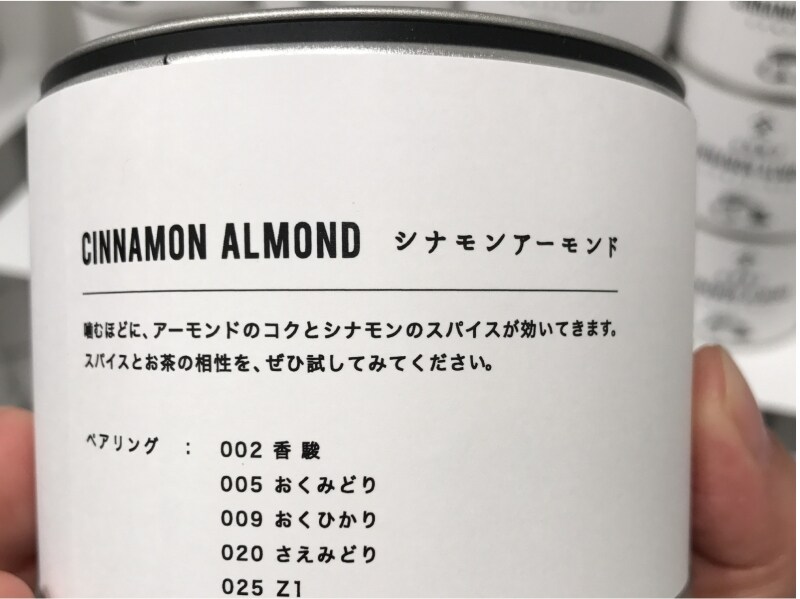 CINNAMON ALMOND シナモンアーモンド
噛むほどに、アーモンドのコクとシナモンのスパイスが効いてきます。
スパイスとお茶の相性を、ぜひ試してみてください。
ペアリング : 002 香 駿
005 おくみどり
009 おくひかり
020 さえみどり
025 Z1